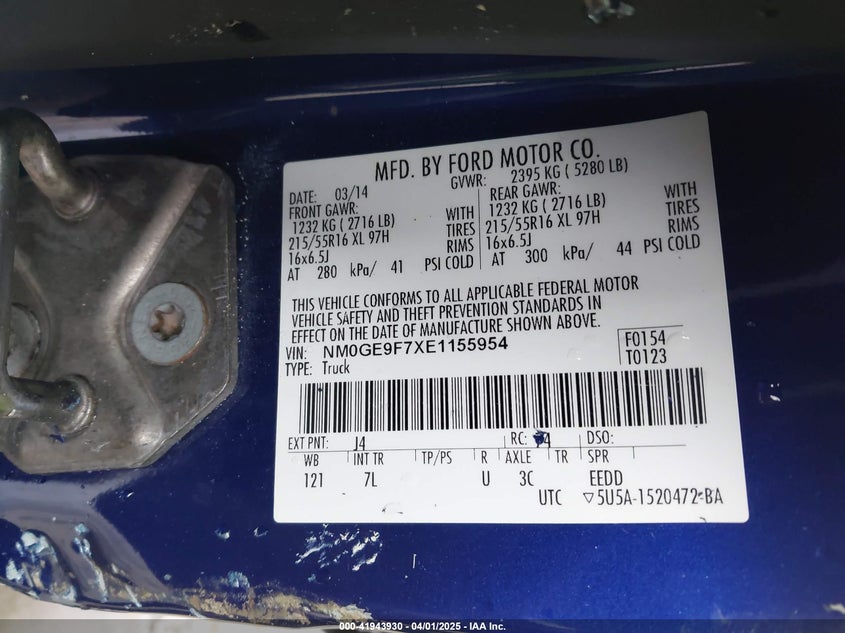 MFD. BY FORD MOTOR CO.
DATE: 03/14 GVWR: 2395 KG ( 5280 LB)
FRONT GAWR: WITH REAR GAWR: WITH
1232 KG ( 2716 LB) TIRES 1232 KG ( 2716 LB) TIRES
215/55R16 XL 97H RIMS 215/55R16 XL 97H RIMS
16x6.5J 16x6.5J
AT 280 kPa/ 41 PSI COLD AT 300 kPa/ 44 PSI COLD
THIS VEHICLE CONFORMS TO ALL APPLICABLE FEDERAL MOTOR
VEHICLE SAFETY AND THEFT PREVENTION STANDARDS IN
EFFECT ON THE DATE OF MANUFACTURE SHOWN ABOVE.
VIN: NM0GE9F7XE1155954 F0154
TYPE: Truck T0123
EXT PNT: J4 RC: 4 DSO:
WB INT TR TP/PS R AXLE TR SPR
121 7L U 3C EEDD
UTC ▽5U5A-1520472-BA
000-41943930 - 04/01/2025 - IAA Inc.